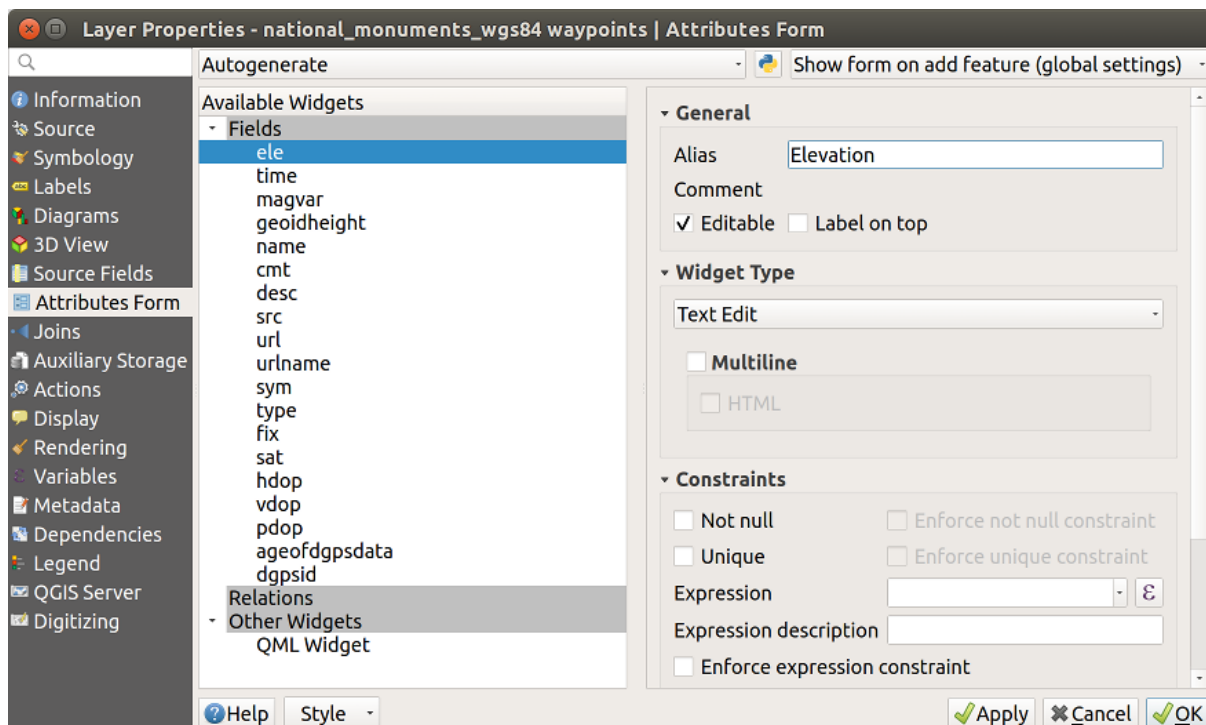 Layer Properties - national_monuments_wgs84 waypoints | Attributes Form
Autogenerate
Show form on add feature (global settings)
Information
Source
Symbology
Labels
Diagrams
3D View
Source Fields
Attributes Form
Joins
Auxiliary Storage
Actions
Display
Rendering
Variables
Metadata
Dependencies
Legend
QGIS Server
Digitizing
Available Widgets
Fields
ele
time
magvar
geoidheight
name
cmt
desc
src
url
urlname
sym
type
fix
sat
hdop
vdop
pdop
ageofdgpsdata
dgpsid
Relations
Other Widgets
QML Widget
General
Alias Elevation
Comment
Editable Label on top
Widget Type
Text Edit
Multiline
HTML
Constraints
Not null Enforce not null constraint
Unique Enforce unique constraint
Expression ε
Expression description
Enforce expression constraint
Help Style Apply Cancel OK